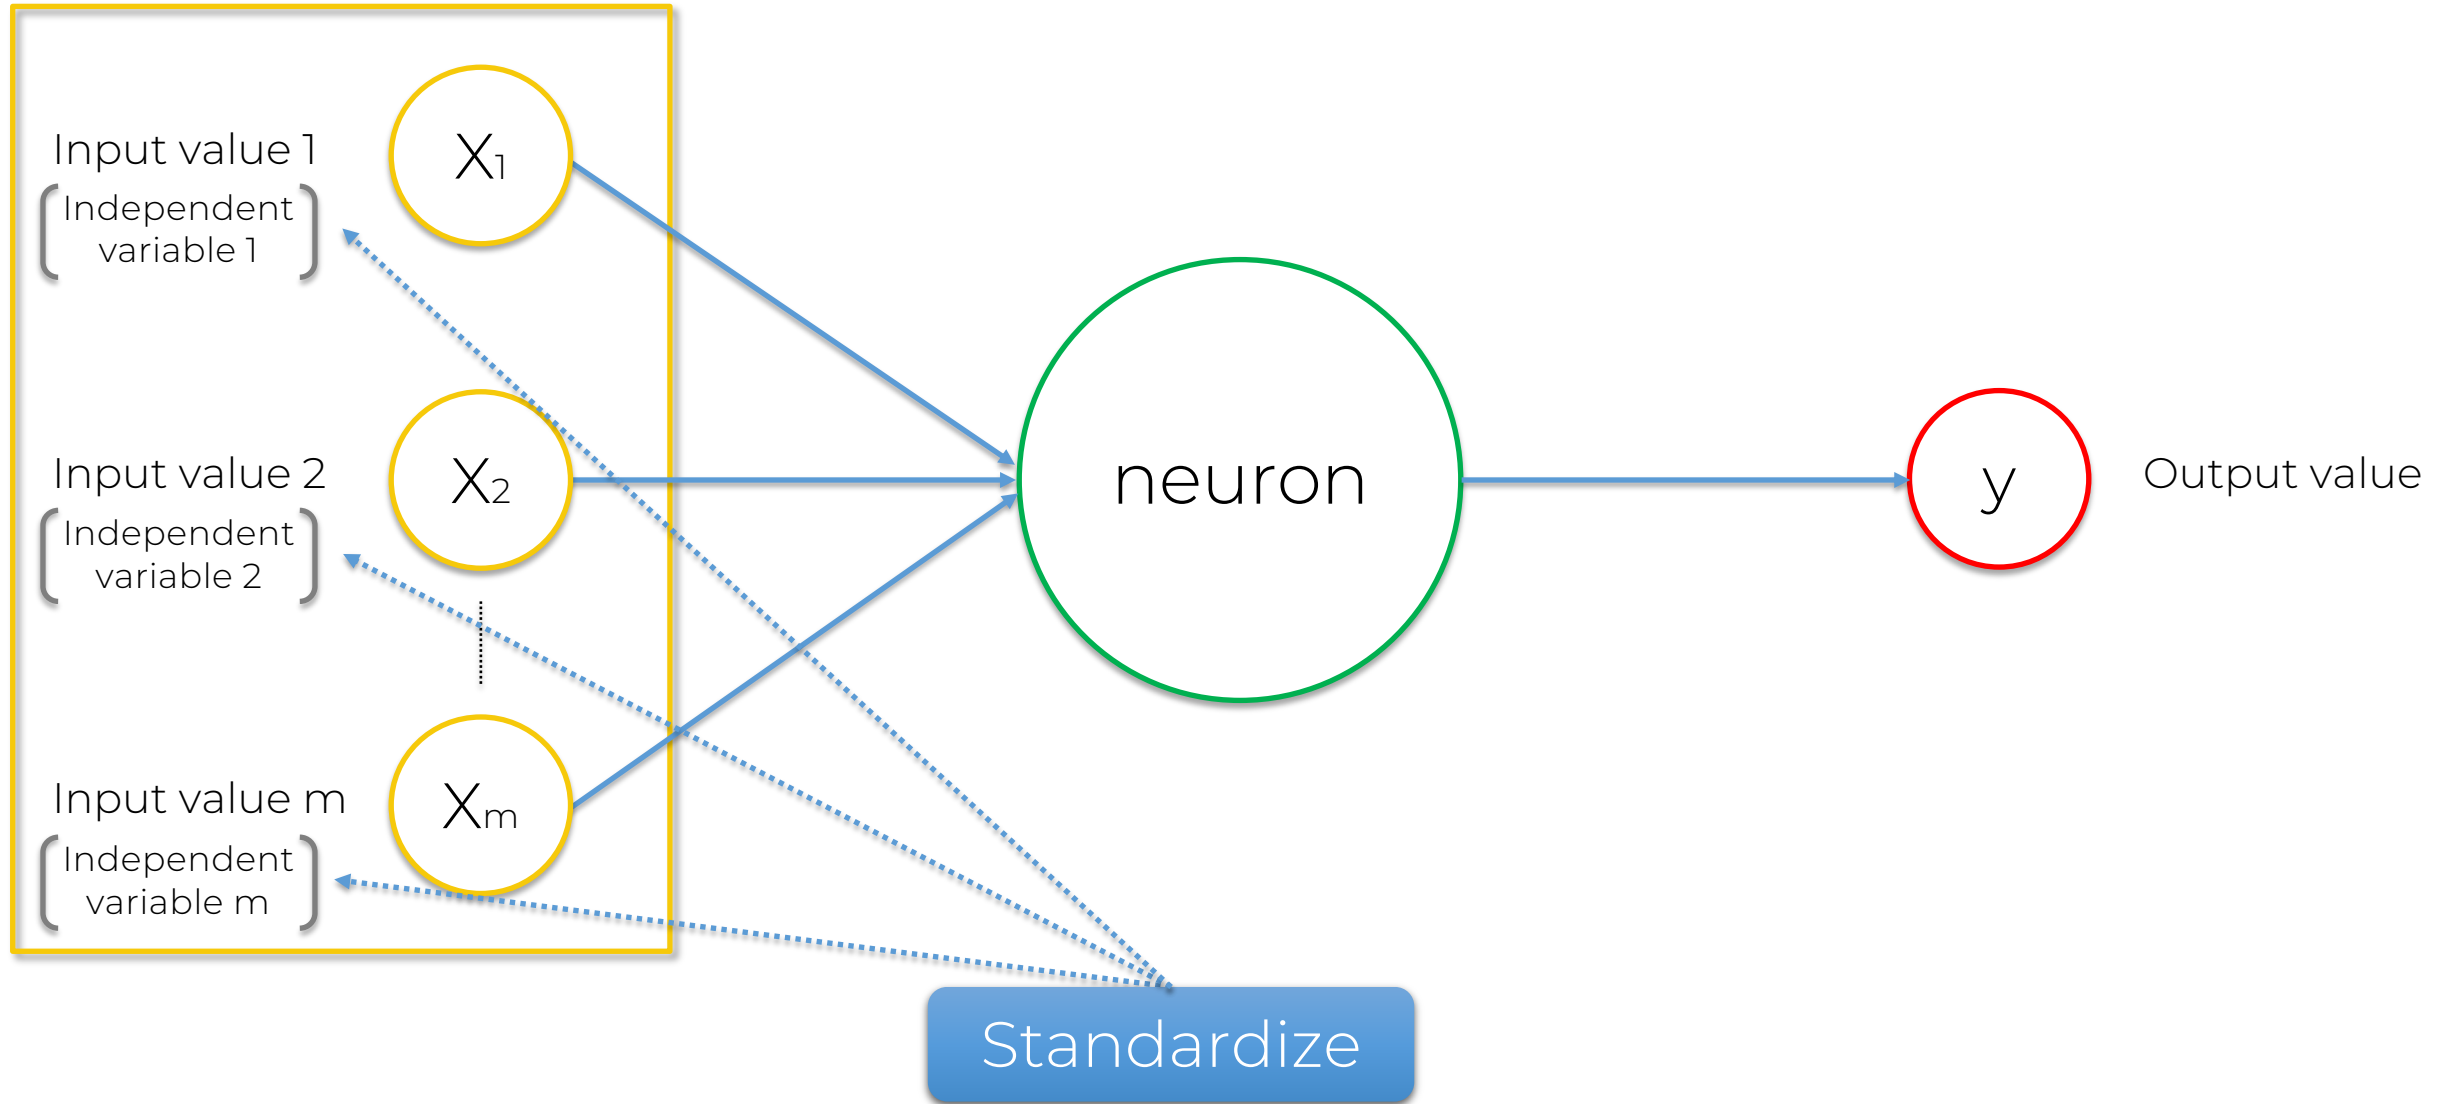 Input value 1
Independent
variable 1
X1
Input value 2
Independent
variable 2
X2
Input value m
Independent
variable m
Xm
neuron
y
Output value
Standardize